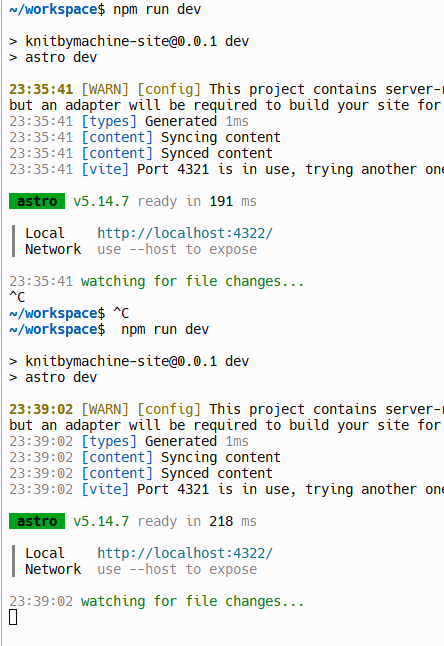 ~/workspace$ npm run dev
> knitbymachine-site@0.0.1 dev
> astro dev
23:35:41 [WARN] [config] This project contains server-
but an adapter will be required to build your site for
23:35:41 [types] Generated 1ms
23:35:41 [content] Syncing content
23:35:41 [content] Synced content
23:35:41 [vite] Port 4321 is in use, trying another one
astro v5.14.7 ready in 191 ms
Local http://localhost:4322/
Network use --host to expose
23:35:41 watching for file changes...
^C
~/workspace$ ^C
~/workspace$ npm run dev
> knitbymachine-site@0.0.1 dev
> astro dev
23:39:02 [WARN] [config] This project contains server-
but an adapter will be required to build your site for
23:39:02 [types] Generated 1ms
23:39:02 [content] Syncing content
23:39:02 [content] Synced content
23:39:02 [vite] Port 4321 is in use, trying another one
astro v5.14.7 ready in 218 ms
Local http://localhost:4322/
Network use --host to expose
23:39:02 watching for file changes...